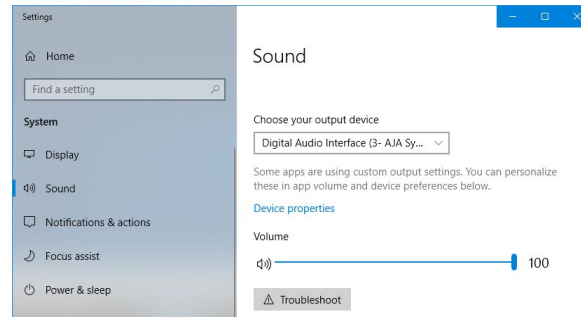 Settings
Home
Find a setting
System
Display
Sound
Notifications & actions
Focus assist
Power & sleep
Sound
Choose your output device
Digital Audio Interface (3- AJA Sy...
Some apps are using custom output settings. You can personalize
these in app volume and device preferences below.
Device properties
Volume
100
Troubleshoot